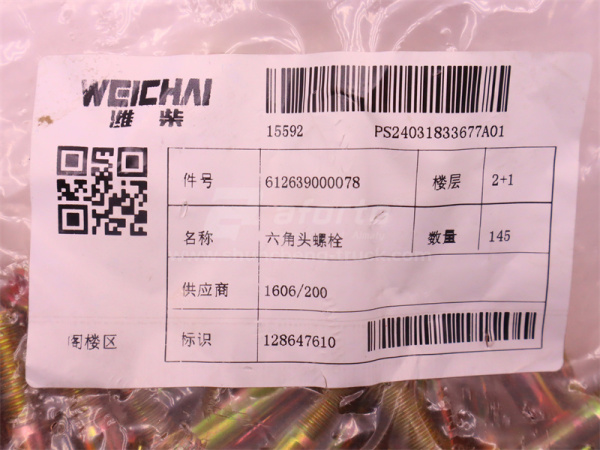 WEICHAI
潍柴
15592 PS24031833677A01
件号 612639000078 楼层 2+1
名称 六角头螺栓 数量 145
供应商 1606/200
阁楼区 标识 128647610